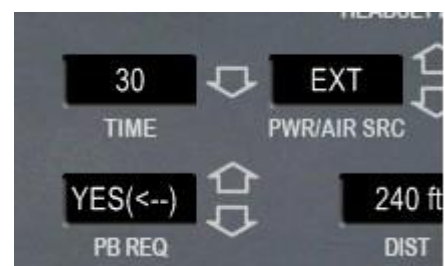 30 EXT
TIME PWR/AIR SRC
YES(<--) 240 ft
PB REQ DIST